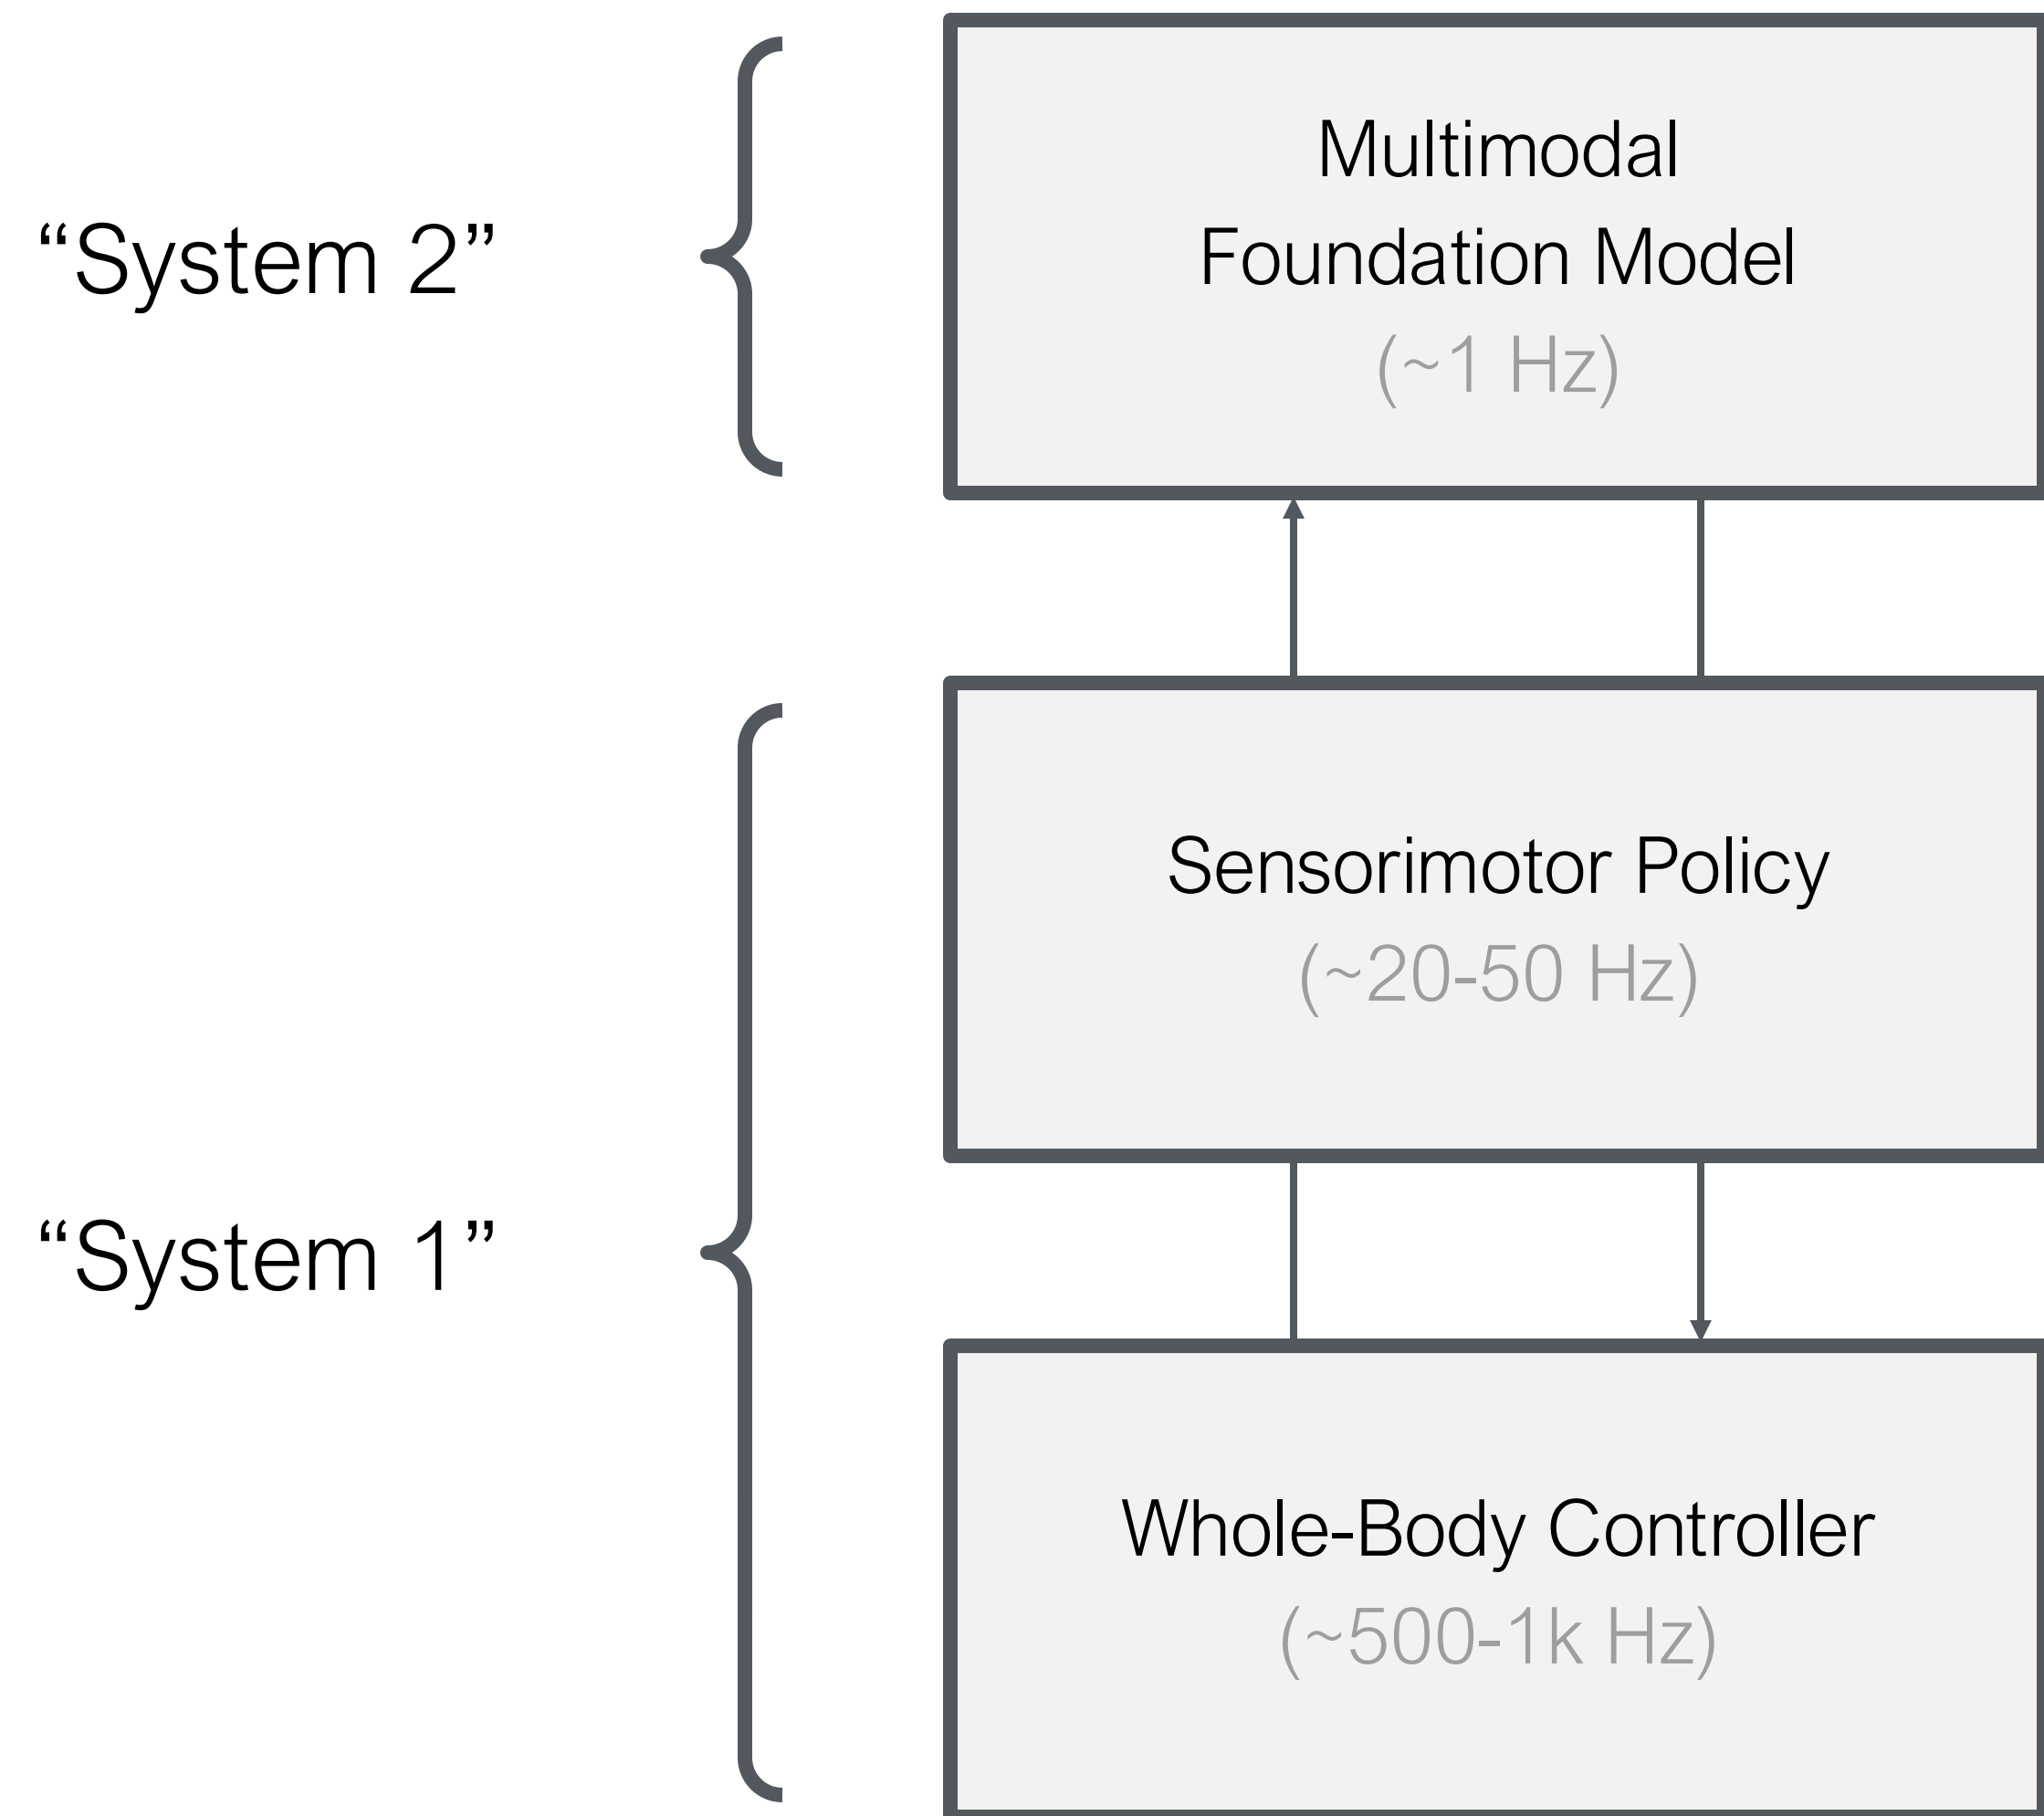 “System 2”
Multimodal
Foundation Model
(~1 Hz)
Sensorimotor Policy
(~20-50 Hz)
“System 1”
Whole-Body Controller
(~500-1k Hz)